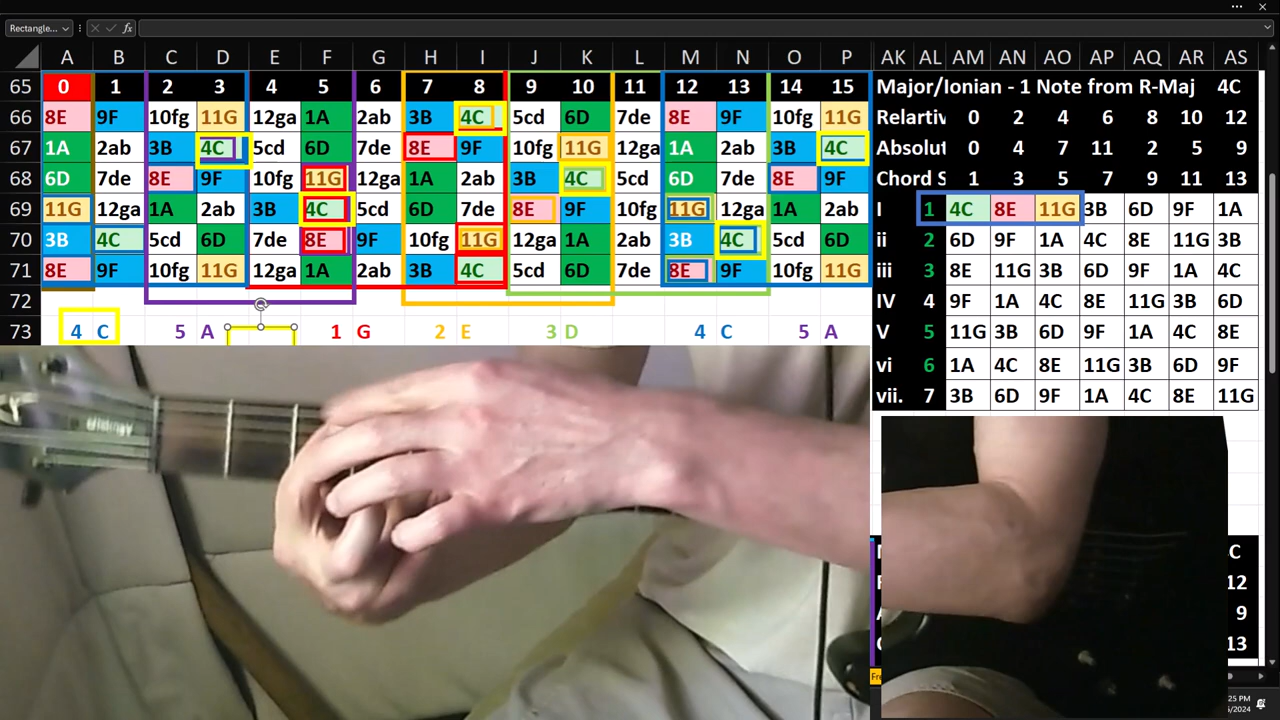 Rectangle... fx
A B C D E F G H I J K L M N O P AK AL AM AN AO AP AQ AR AS
65 0 1 2 3 4 5 6 7 8 9 10 11 12 13 14 15 Major/Ionian - 1 Note from R-Maj 4C
66 8E 9F 10fg 11G 12ga 1A 2ab 3B 4C 5cd 6D 7de 8E 9F 10fg 11G Relartiv 0 2 4 6 8 10 12
67 1A 2ab 3B 4C 5cd 6D 7de 8E 9F 10fg 11G 12ga 1A 2ab 3B 4C Absolut 0 4 7 11 2 5 9
68 6D 7de 8E 9F 10fg 11G 12ga 1A 2ab 3B 4C 5cd 6D 7de 8E 9F Chord S 1 3 5 7 9 11 13
69 11G 12ga 1A 2ab 3B 4C 5cd 6D 7de 8E 9F 10fg 11G 12ga 1A 2ab I 1 4C 8E 11G 3B 6D 9F 1A
70 3B 4C 5cd 6D 7de 8E 9F 10fg 11G 12ga 1A 2ab 3B 4C 5cd 6D ii 2 6D 9F 1A 4C 8E 11G 3B
71 8E 9F 10fg 11G 12ga 1A 2ab 3B 4C 5cd 6D 7de 8E 9F 10fg 11G iii 3 8E 11G 3B 6D 9F 1A 4C
72 IV 4 9F 1A 4C 8E 11G 3B 6D
73 4 C 5 A 1 G 2 E 3 D 4 C 5 A V 5 11G 3B 6D 9F 1A 4C 8E
vi 6 1A 4C 8E 11G 3B 6D 9F
vii. 7 3B 6D 9F 1A 4C 8E 11G
C
12
9
13
25 PM